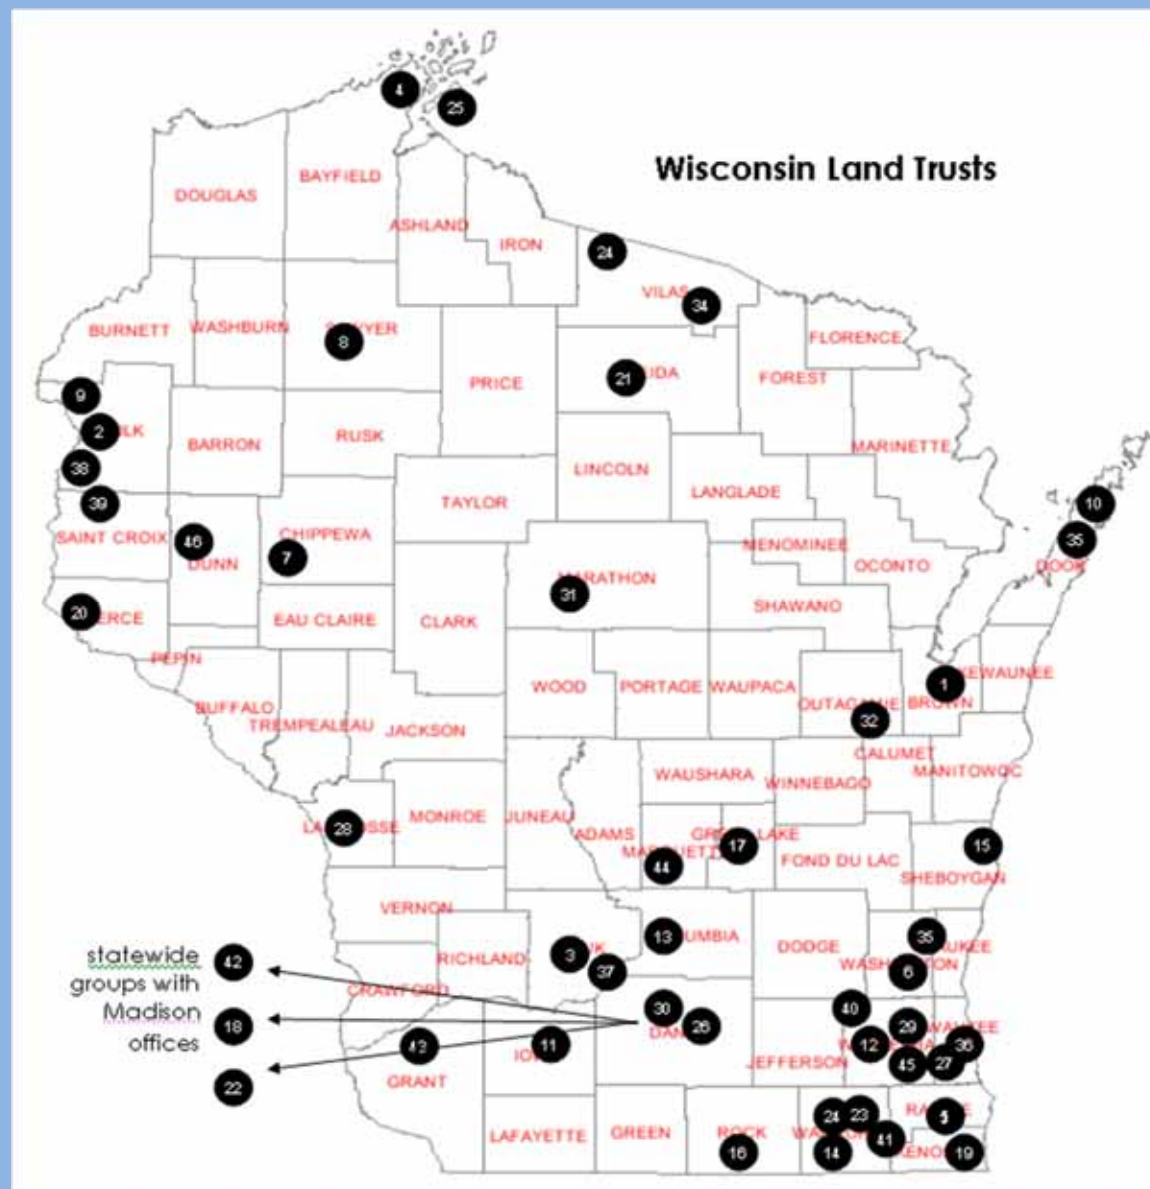 4
25
Wisconsin Land Trusts
BAYFIELD
DOUGLAS
ASHLAND
IRON
24
VILAS
34
BURNETT
WASHBURN
8
FLORENCE
PRICE
21
FOREST
9
2
BARRON
RUSK
MARINETTE
38
LINCOLN
LANGLADE
39
TAYLOR
10
SAINT CROIX
46
DUNN
CHIPPEWA
7
MENOMINEE
35
DOOR
OCONTO
MARATHON
31
SHAWANO
20
EAU CLAIRE
CLARK
PEPIN
KEWAUNEE
WOOD
PORTAGE
WAUPACA
1
BROWN
BUFFALO
TREMPEALEAU
JACKSON
OUTAGAMIE
32
CALUMET
MANITOWOC
WAUSHARA
WINNEBAGO
28
MONROE
JUNEAU
ADAMS
17
44
FOND DU LAC
15
SHEBOYGAN
VERNON
RICHLAND
3
37
13
DODGE
35
6
WASHINGTON
CRAWFORD
statewide
groups with
Madison
offices
42
18
22
30
26
40
29
43
11
JEFFERSON
12
45
27
36
GRANT
LAFAYETTE
GREEN
ROCK
16
24
23
14
41
19